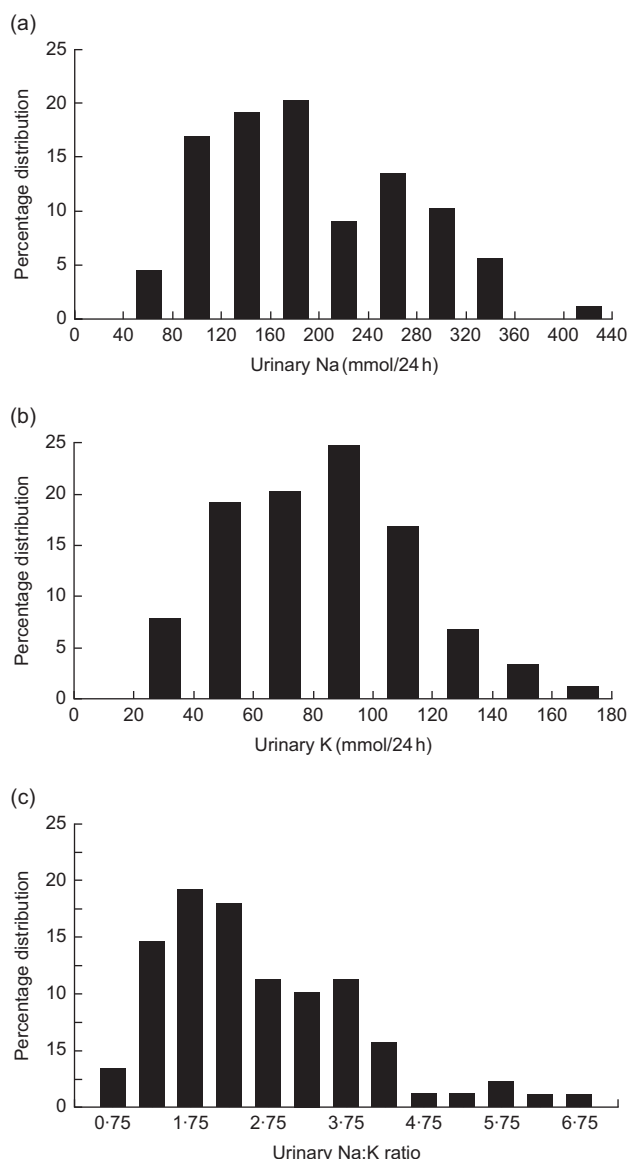 (a)
25
20
15
10
5
0
Percentage distribution
0 40 80 120 160 200 240 280 320 360 400 440
Urinary Na (mmol/24 h)
(b)
25
20
15
10
5
0
Percentage distribution
0 20 40 60 80 100 120 140 160 180
Urinary K (mmol/24 h)
(c)
25
20
15
10
15
0
Percentage distribution
0·75 1·75 2·75 3·75 4·75 5·75 6·75
Urinary Na:K ratio